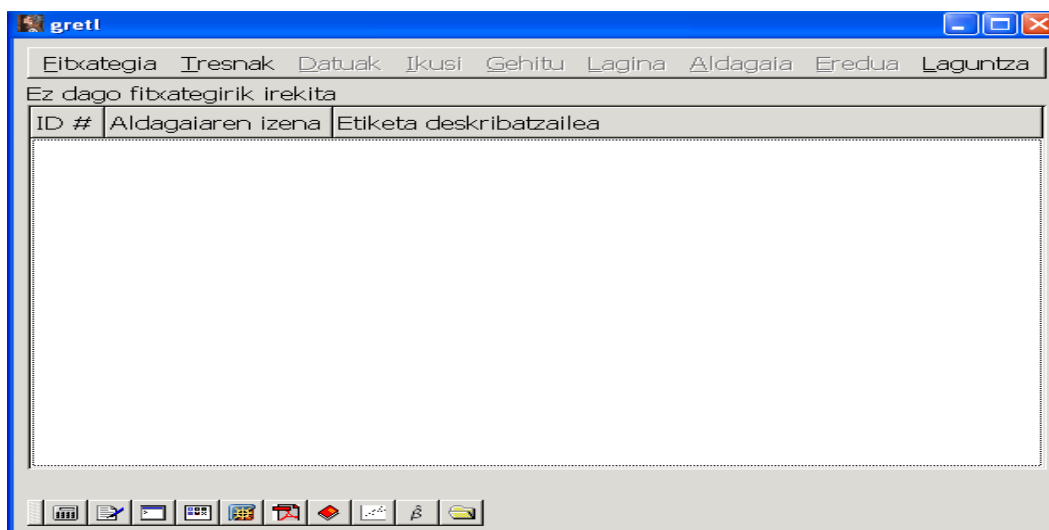 gretl
Fitxategia Tresnak Datuak Ikusi Gehitu Lagina Aldagaia Eredua Laguntza
Ez dago fitxategirik irekita
ID # Aldagaiaren izena Etiketa deskribatzailea
β̂